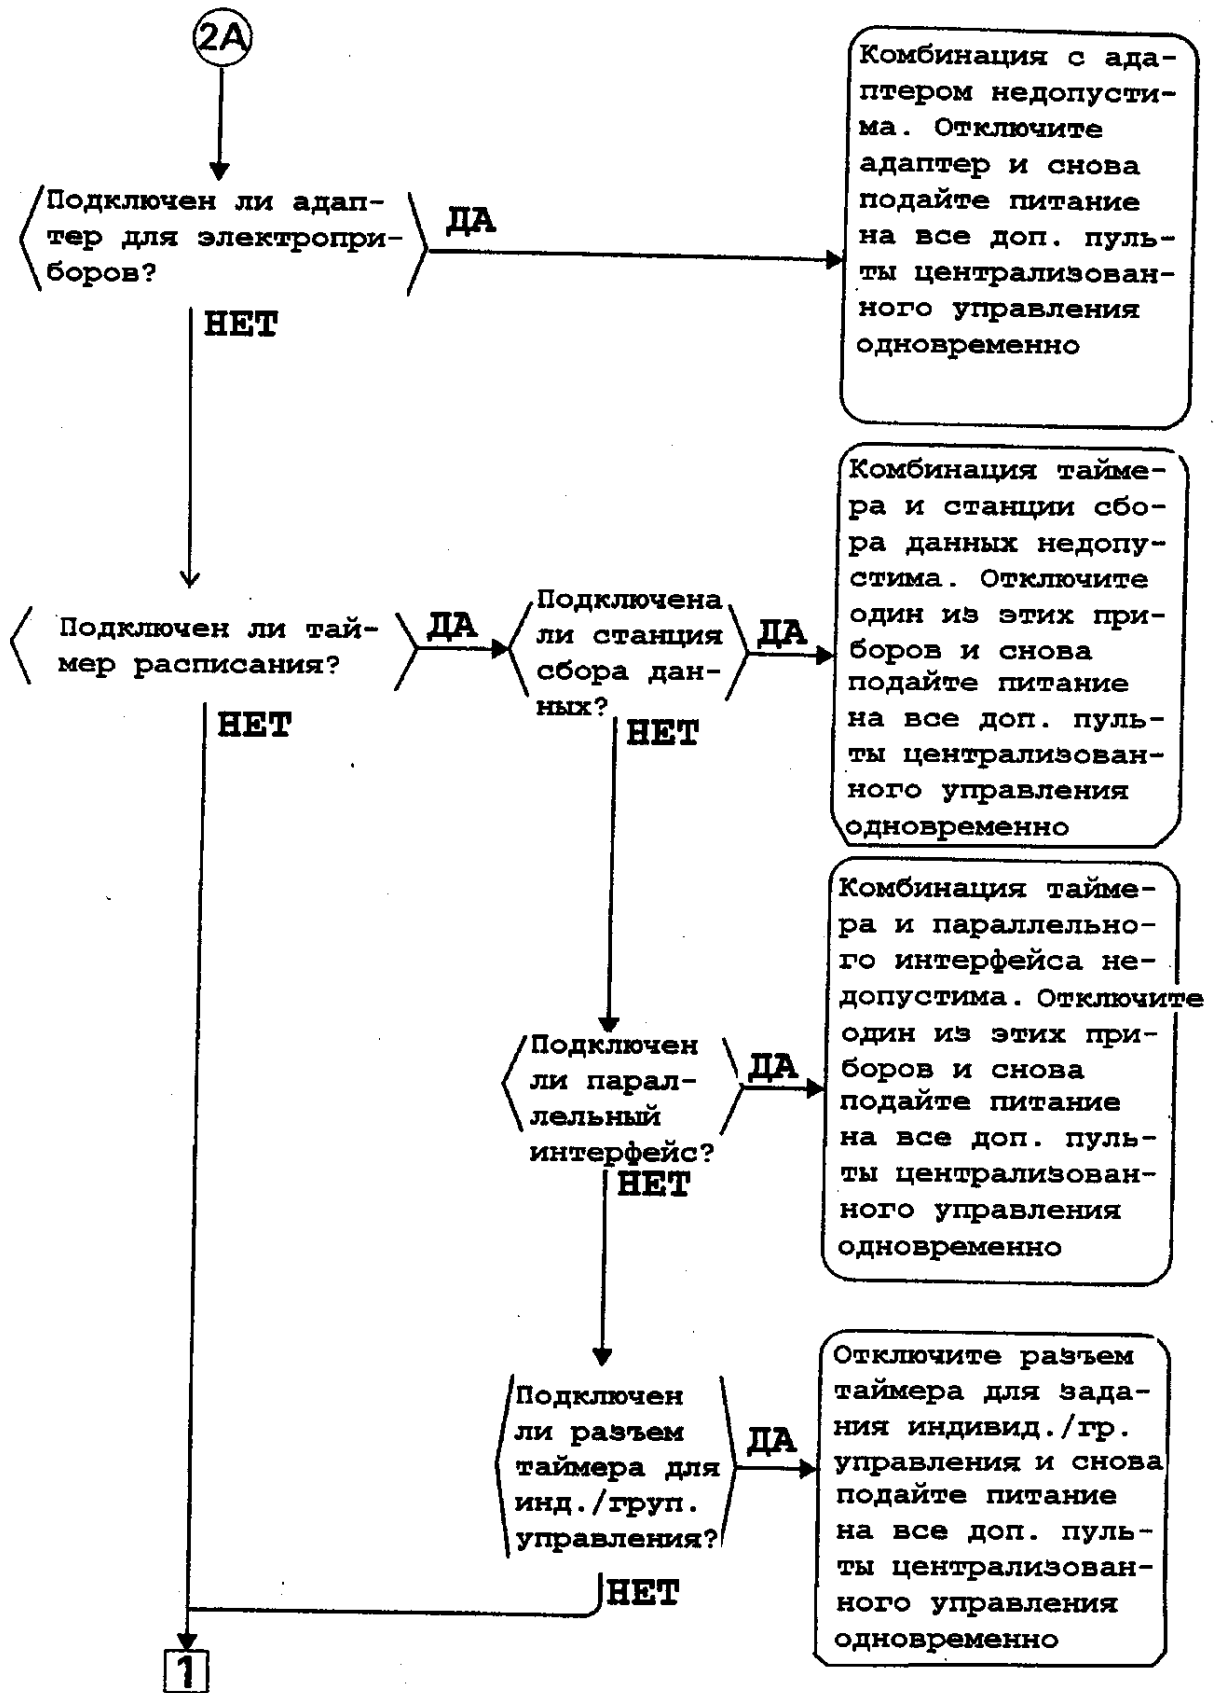 2A
Подключен ли адап-
тер для электропри-
боров?
ДА
Комбинация с ада-
птером недопусти-
ма. Отключите
адаптер и снова
подайте питание
на все доп. пуль-
ты централизован-
ного управления
одновременно
НЕТ
Подключен ли тай-
мер расписания?
ДА
Подключена
ли станция
сбора дан-
ных?
ДА
Комбинация тайме-
ра и станции сбо-
ра данных недопу-
стима. Отключите
один из этих при-
боров и снова
подайте питание
на все доп. пуль-
ты централизован-
ного управления
одновременно
НЕТ
НЕТ
Подключен
ли парал-
лельный
интерфейс?
ДА
Комбинация тайме-
ра и параллельно-
го интерфейса не-
допустима. Отключите
один из этих при-
боров и снова
подайте питание
на все доп. пуль-
ты централизован-
ного управления
одновременно
НЕТ
Подключен
ли разъем
таймера для
инд./груп.
управления?
ДА
Отключите разъем
таймера для зада-
ния индивид./гр.
управления и снова
подайте питание
на все доп. пуль-
ты централизован-
ного управления
одновременно
НЕТ
1